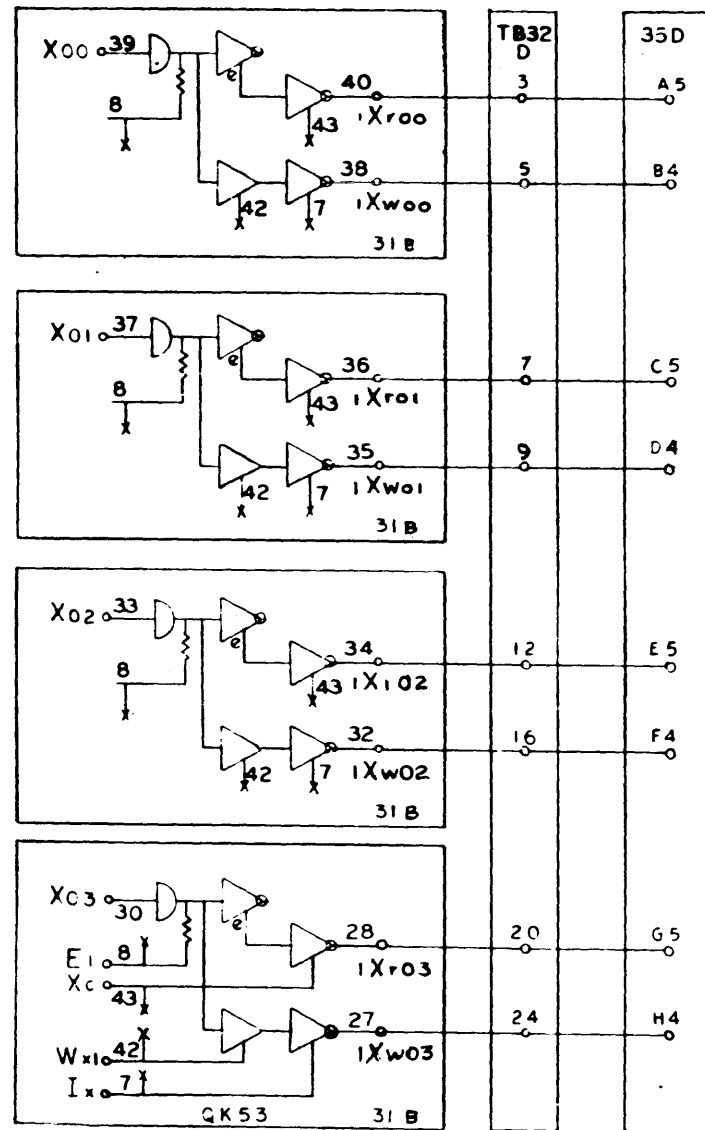 TB32 35D
D
X00 39
8
e
40 3 A5
43 1Xr00
38 5 B4
42 7 1Xw00
31B
X01 37
8
e
36 7 C5
43 1Xr01
35 9 D4
42 7 1Xw01
31B
X02 33
8
e
34 12 E5
43 1X102
32 16 F4
42 7 1Xw02
31B
X03
30
e
E1 8
28 20 G5
Xc 1Xr03
43
27 24 H4
Wx1 42 1Xw03
Ix 7
QK53 31B